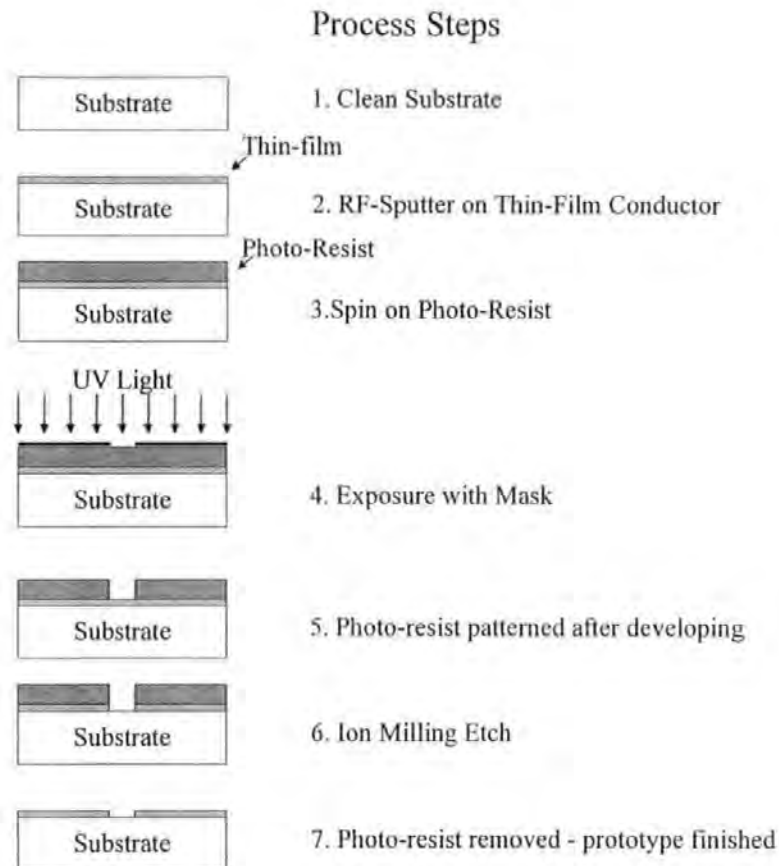 Process Steps
Substrate
1. Clean Substrate
Thin-film
Substrate
2. RF-Sputter on Thin-Film Conductor
Photo-Resist
Substrate
3.Spin on Photo-Resist
UV Light
Substrate
4. Exposure with Mask
Substrate
5. Photo-resist patterned after developing
Substrate
6. Ion Milling Etch
Substrate
7. Photo-resist removed - prototype finished